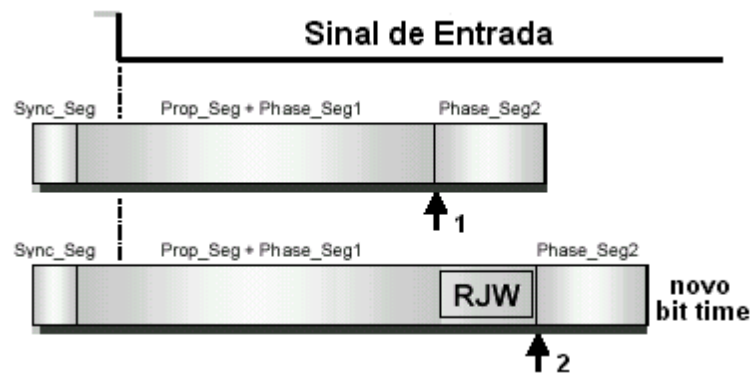 Sinal de Entrada
Sync_Seg Prop_Seg + Phase_Seg1 Phase_Seg2
1
Sync_Seg Prop_Seg + Phase_Seg1 Phase_Seg2
RJW
novo
bit time
2